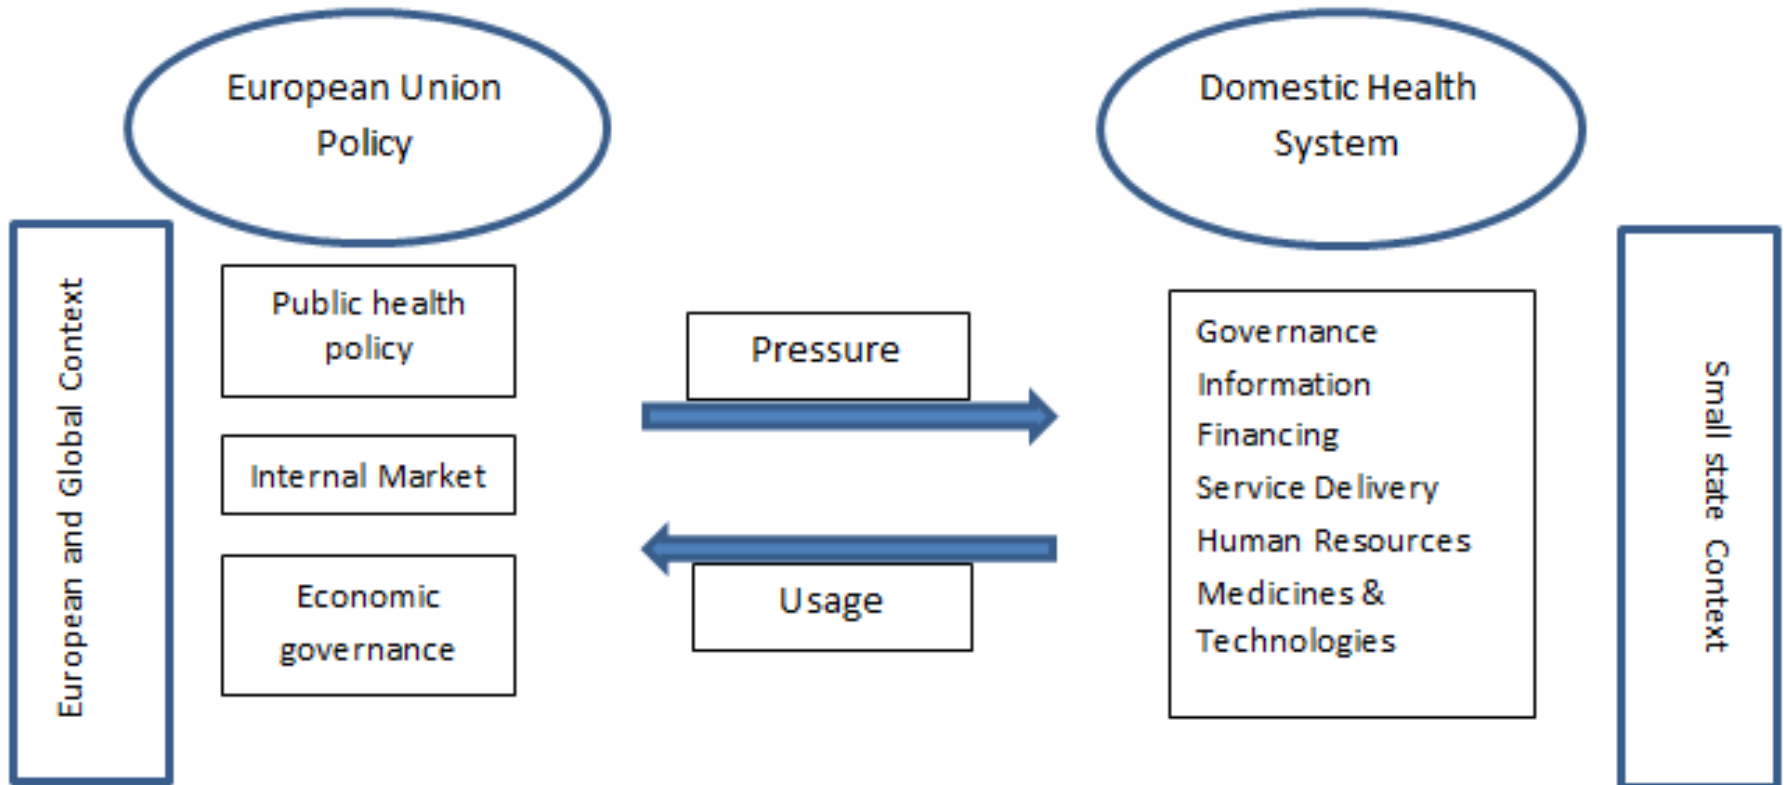 European Union
Policy
Domestic Health
System
European and Global Context
Public health
policy
Internal Market
Economic
governance
Pressure
Usage
Governance
Information
Financing
Service Delivery
Human Resources
Medicines &
Technologies
Small state Context